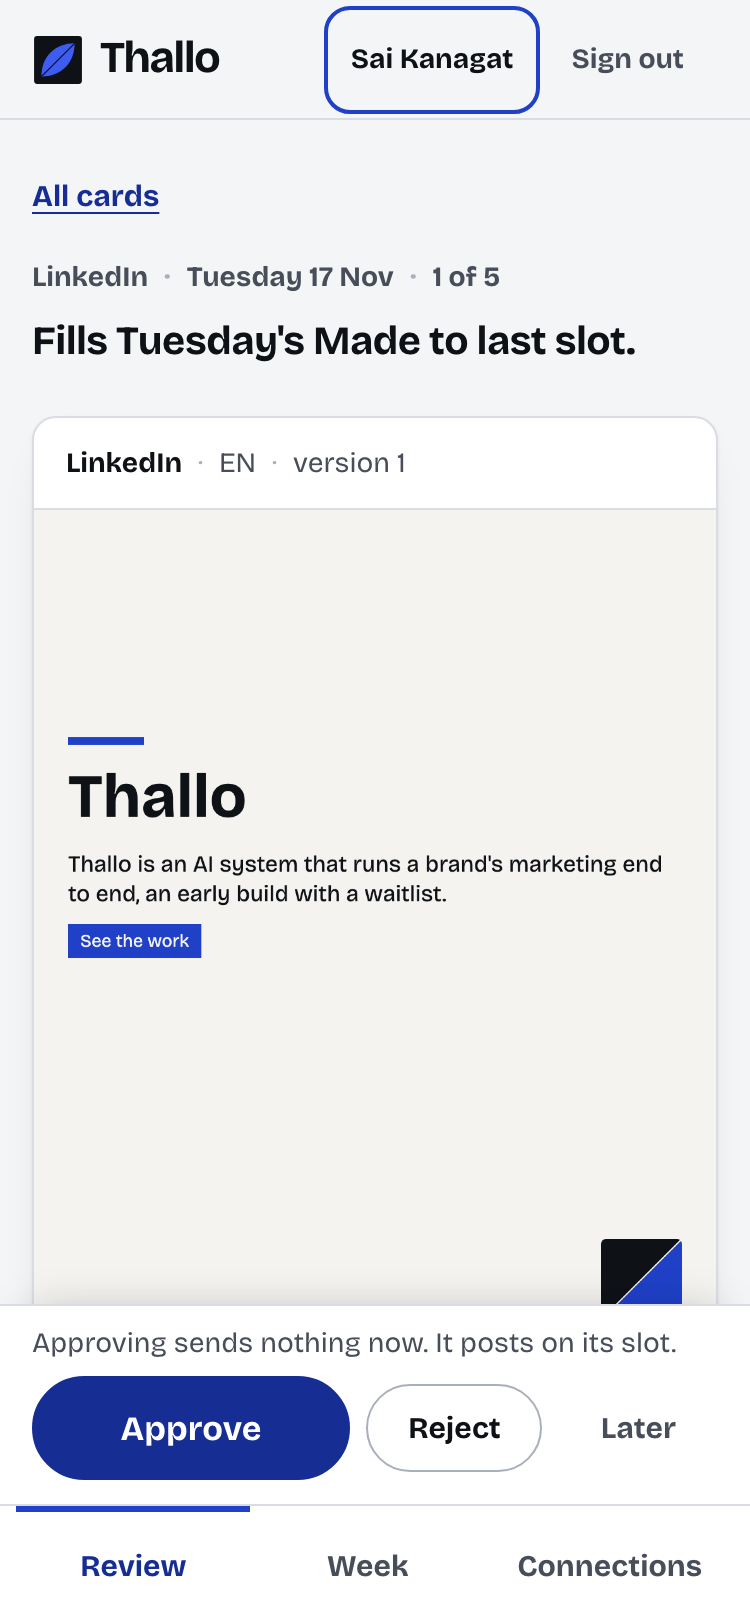 Thallo
Sai Kanagat
Sign out
All cards
LinkedIn · Tuesday 17 Nov · 1 of 5
Fills Tuesday's Made to last slot.
LinkedIn · EN · version 1
Thallo
Thallo is an AI system that runs a brand's marketing end
to end, an early build with a waitlist.
See the work
Approving sends nothing now. It posts on its slot.
Approve
Reject
Later
Review
Week
Connections